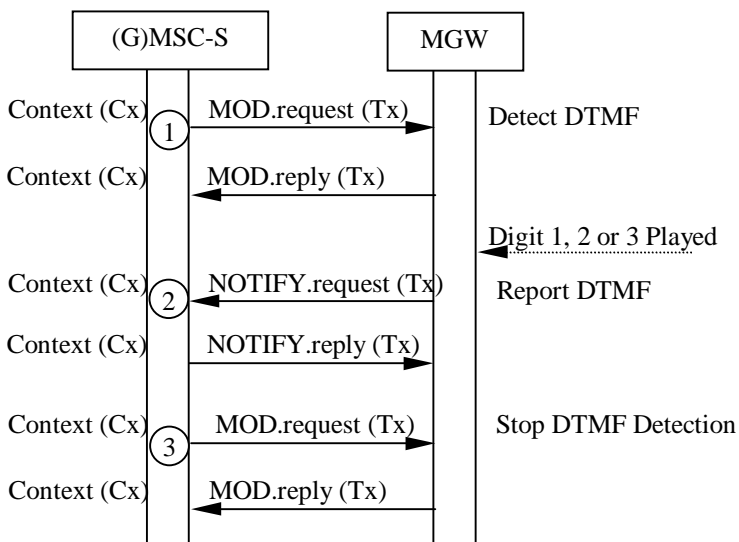 (G)MSC-S MGW
Context (Cx) 1 MOD.request (Tx) Detect DTMF
Context (Cx) MOD.reply (Tx)
Digit 1, 2 or 3 Played
Context (Cx) 2 NOTIFY.request (Tx) Report DTMF
Context (Cx) NOTIFY.reply (Tx)
Context (Cx) 3 MOD.request (Tx) Stop DTMF Detection
Context (Cx) MOD.reply (Tx)